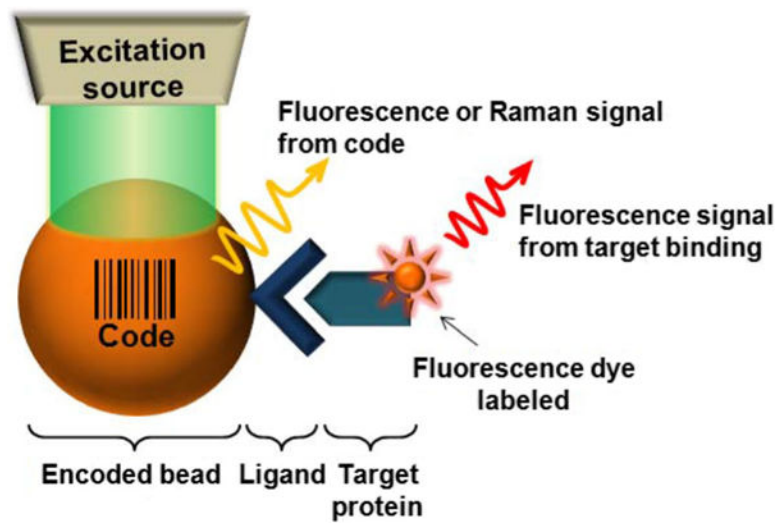 Excitation
source
Fluorescence or Raman signal
from code
Fluorescence signal
from target binding
Code
Fluorescence dye
labeled
Encoded bead
Ligand
Target
protein